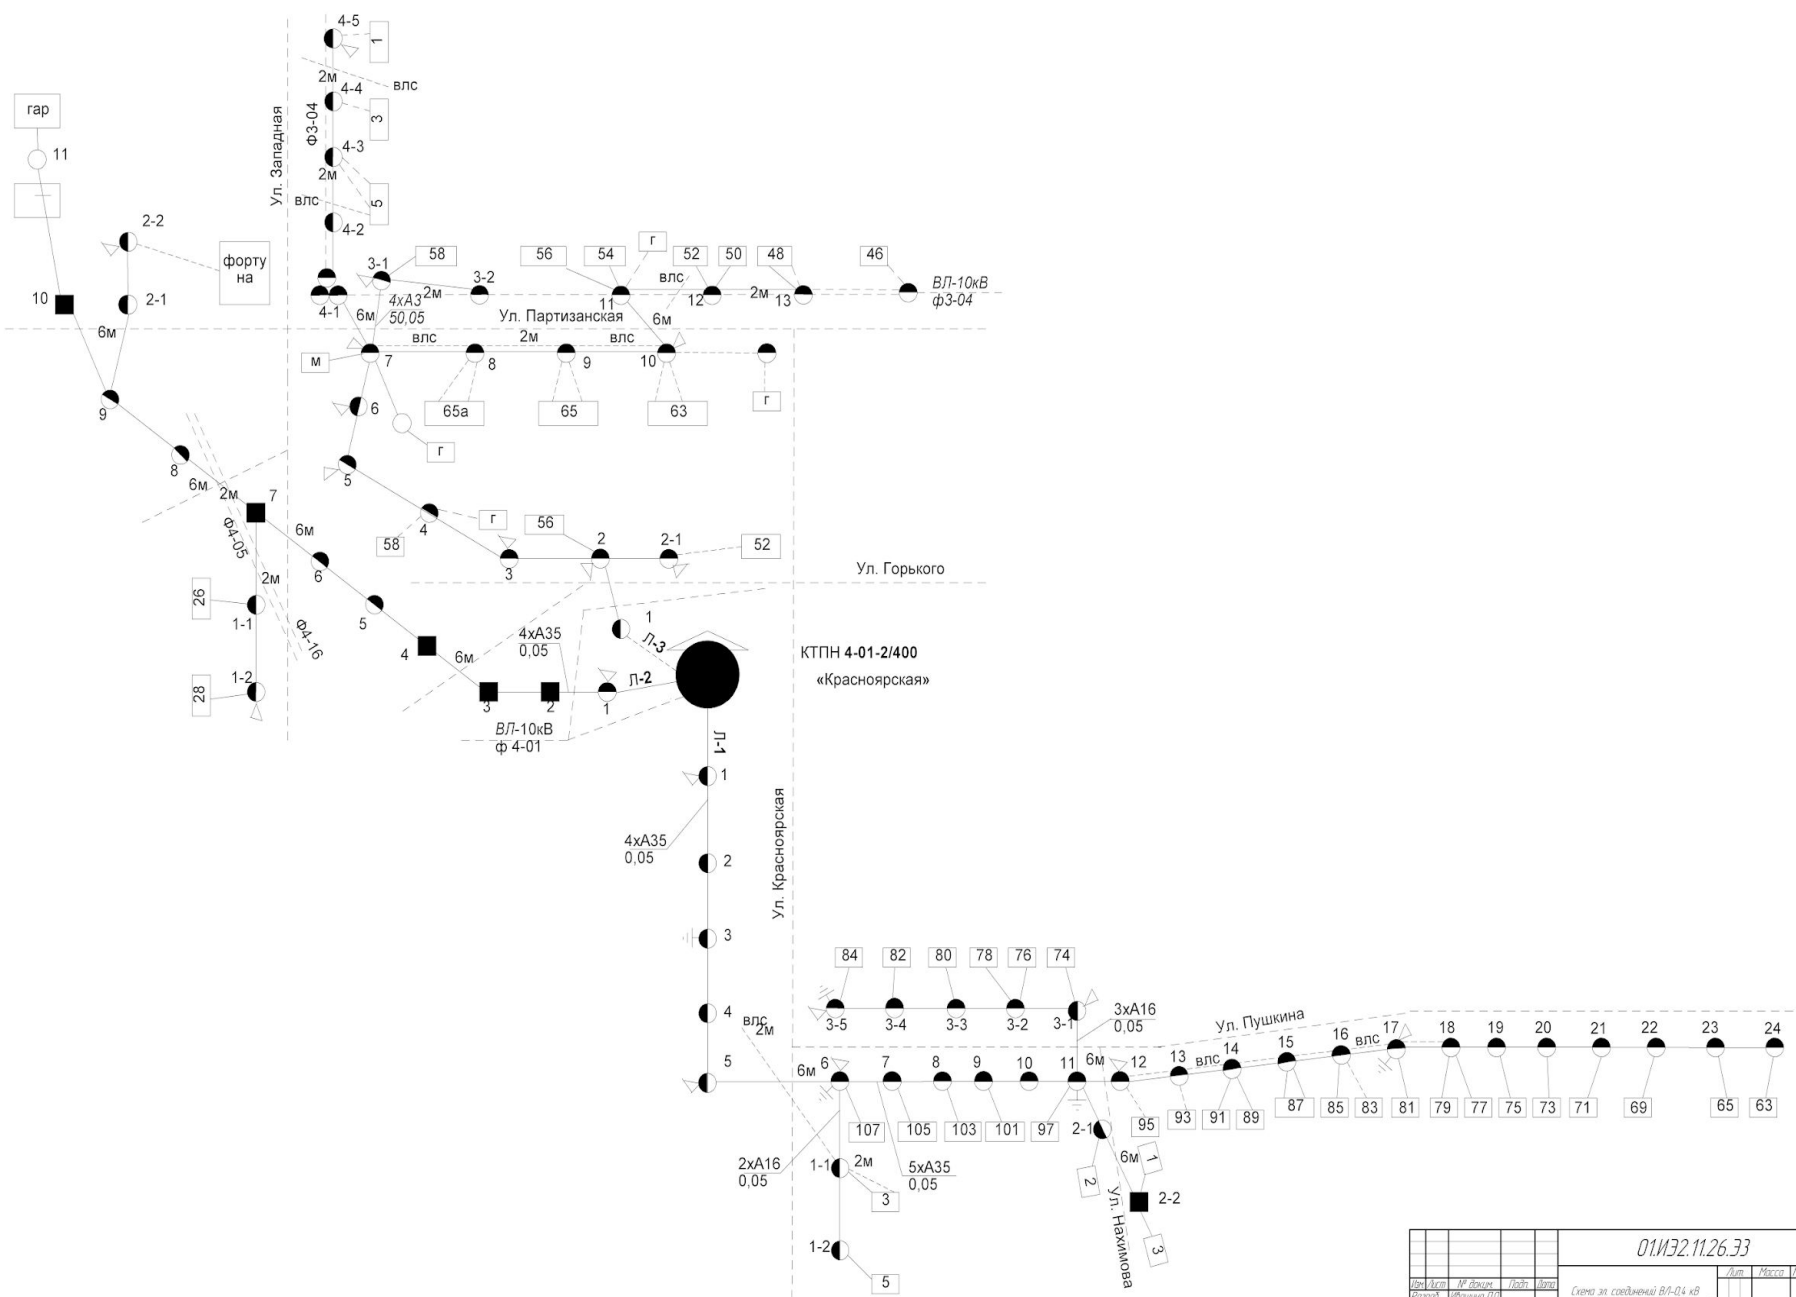 4-5
1
2м
влс
4-4
3
гар
Ул. Западная
Ф3-04
11
4-3
2м
5
влс
2-2
4-2
форту
на
3-1
58
3-2
2м
56
54
г
52
50
48
46
влс
11
12
2м
13
ВЛ-10кВ
ф3-04
10
2-1
6м
4-1
4хА3
50,05
6м
Ул. Партизанская
6м
м
7
влс
8
2м
9
влс
10
9
6
65а
65
63
г
г
5
8
6м
2м
7
Ф4-05
6м
4
г
58
56
2
2-1
52
3
6
2м
Ул. Горького
26
1-1
5
Ф4-16
1
Л-3
4
6м
4хА35
0,05
КТПН 4-01-2/400
«Красноярская»
28
1-2
3
2
1
Л-2
ВЛ-10кВ
ф 4-01
Л-1
1
4хА35
0,05
2
Ул. Красноярская
3
84
82
80
78
76
74
4
влс
2м
3-5
3-4
3-3
3-2
3-1
3хА16
0,05
Ул. Пушкина
5
6м
6
7
8
9
10
11
6м
12
13
влс
14
15
16
влс
17
18
19
20
21
22
23
24
107
105
103
101
97
2-1
95
93
91
89
87
85
83
81
79
77
75
73
71
69
65
63
2хА16
0,05
1-1
2м
3
5хА35
0,05
2
6м
1
2-2
Ул. Нахимова
3
1-2
5
01.ИЭ2.11.26.ЭЗ
Изм.
Лист
№ докум.
Подп.
Дата
Лит.
Масса
Схема эл. соединений ВЛ-0,4 кВ